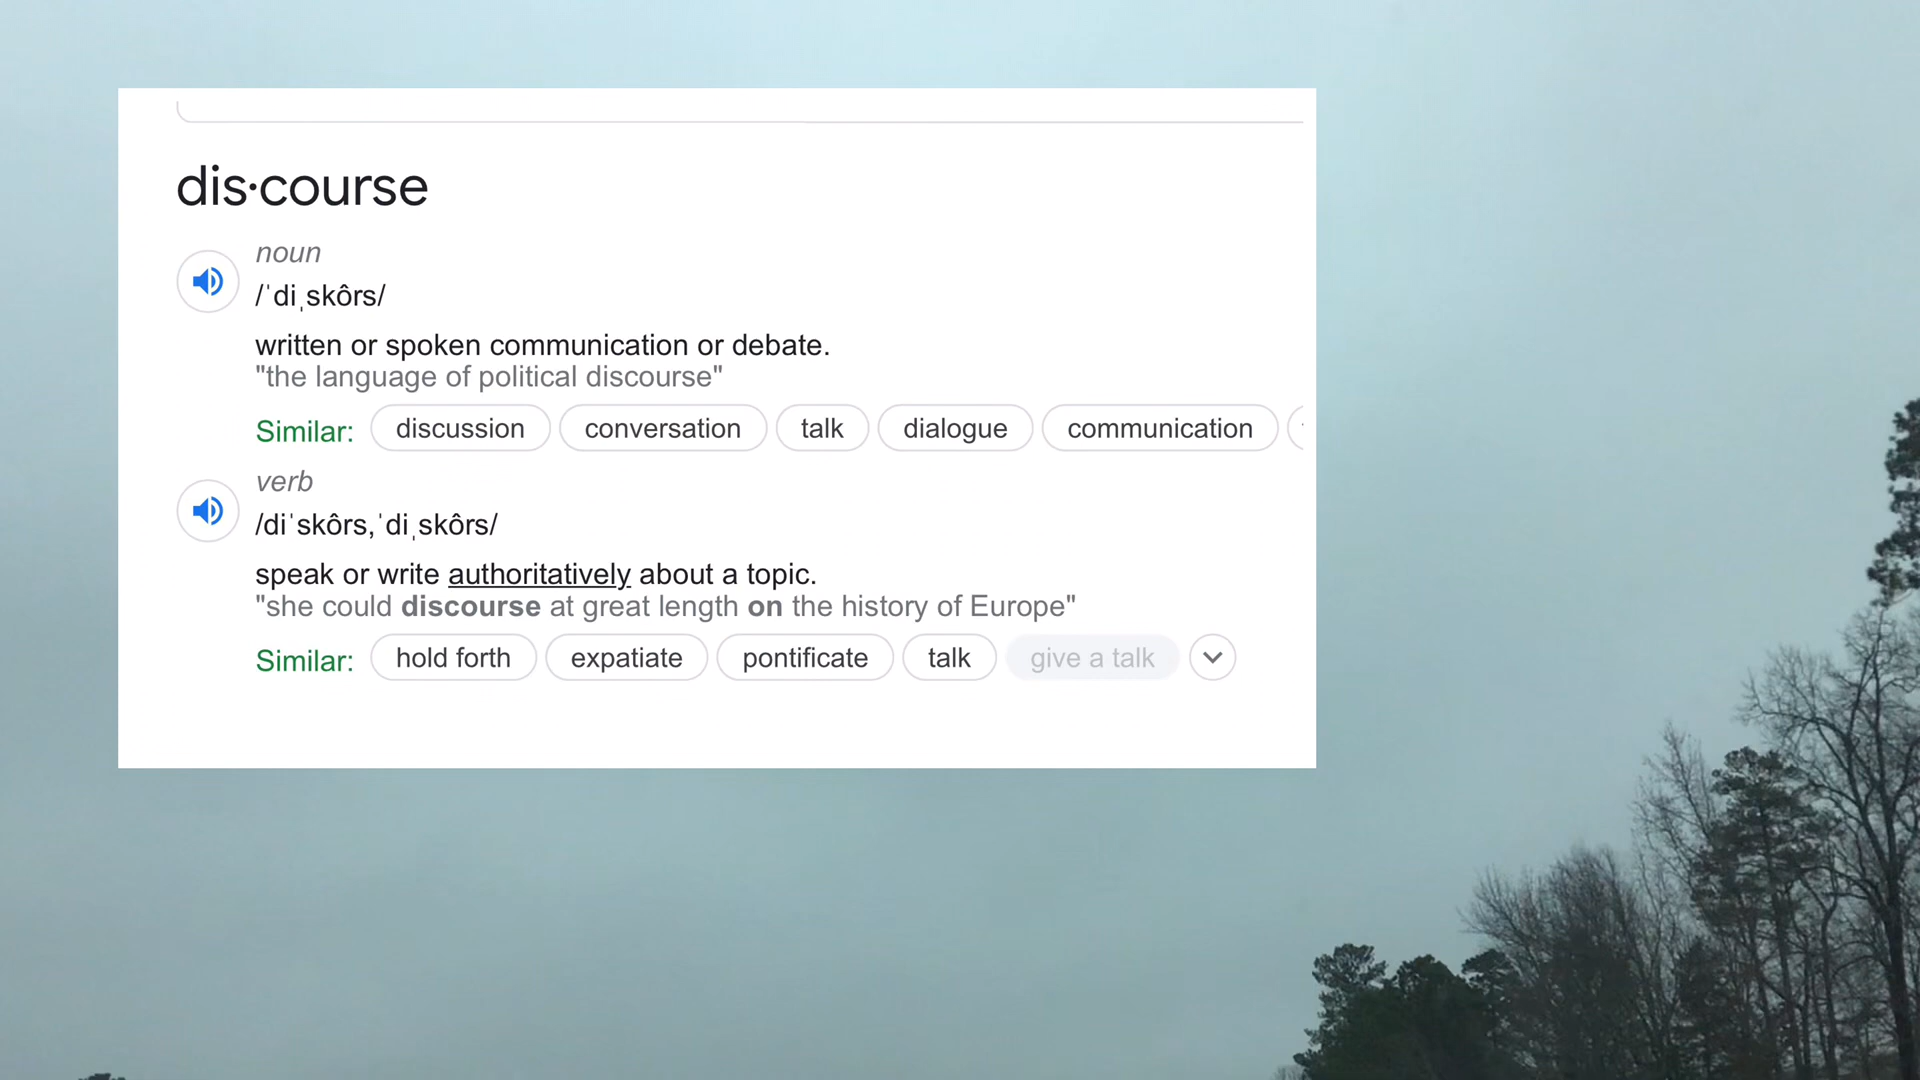 dis·course
noun
/ˈdiˌskôrs/
written or spoken communication or debate.
"the language of political discourse"
Similar: discussion conversation talk dialogue communication
verb
/diˈskôrs,ˈdiˌskôrs/
speak or write authoritatively about a topic.
"she could discourse at great length on the history of Europe"
Similar: hold forth expatiate pontificate talk give a talk